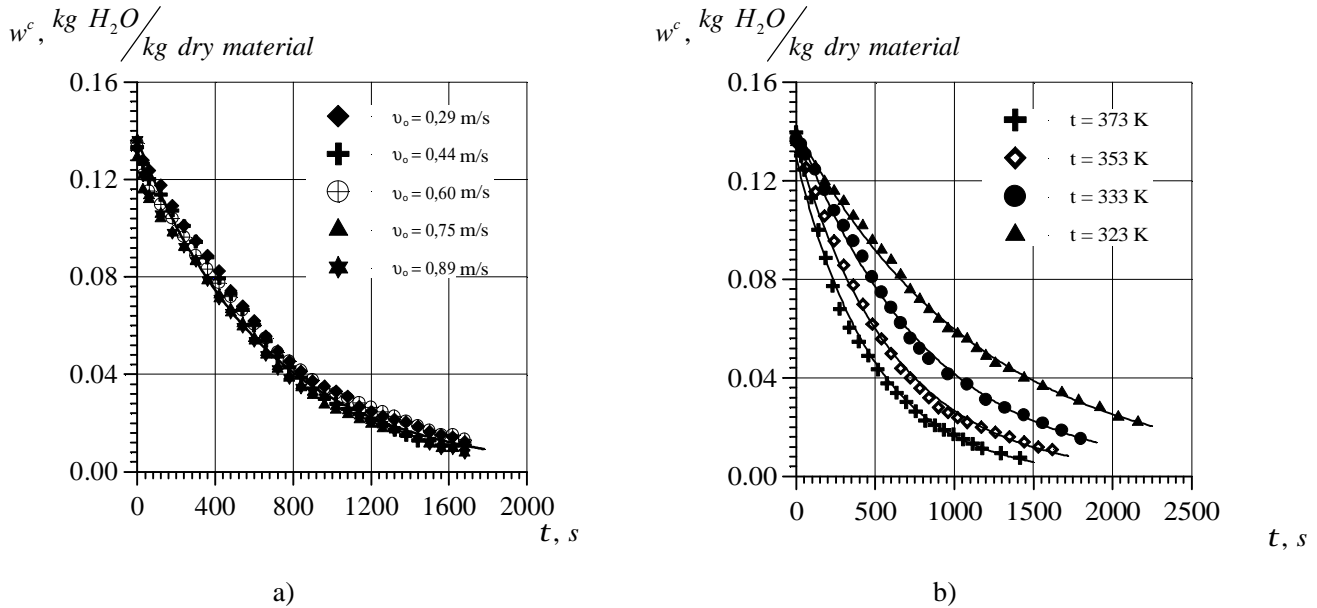 w^c, kg H₂O/kg dry material
0.16
0.12
0.08
0.04
0.00
0 400 800 1200 1600 2000
t, s
υₒ = 0,29 m/s
υₒ = 0,44 m/s
υₒ = 0,60 m/s
υₒ = 0,75 m/s
υₒ = 0,89 m/s
a)
w^c, kg H₂O/kg dry material
0.16
0.12
0.08
0.04
0.00
0 500 1000 1500 2000 2500
t, s
t = 373 K
t = 353 K
t = 333 K
t = 323 K
b)